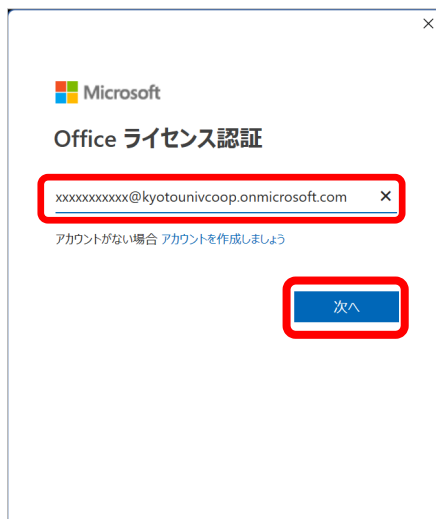 Microsoft
Office ライセンス認証
xxxxxxxxxxx@kyotounivcoop.onmicrosoft.com
アカウントがない場合 アカウントを作成しましょう
次へ